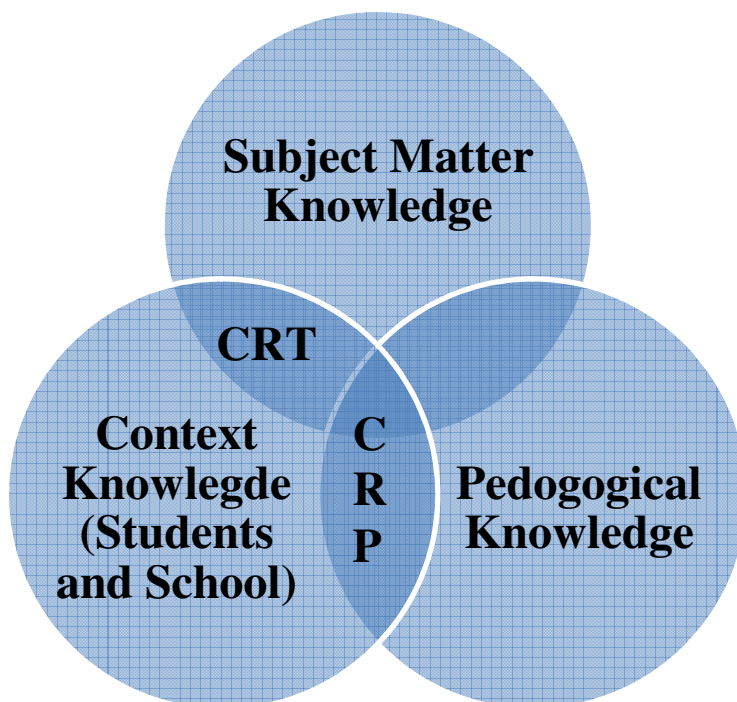 Subject Matter
Knowledge
CRT
Context
Knowlegde
(Students
and School)
C
R
P
Pedogogical
Knowledge